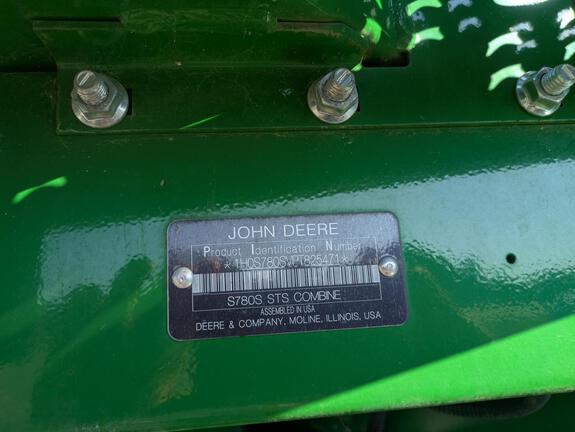 JOHN DEERE
Product Identification Number
*1H0S780SVPT825471*
S780S STS COMBINE
ASSEMBLED IN USA
DEERE & COMPANY, MOLINE, ILLINOIS, USA